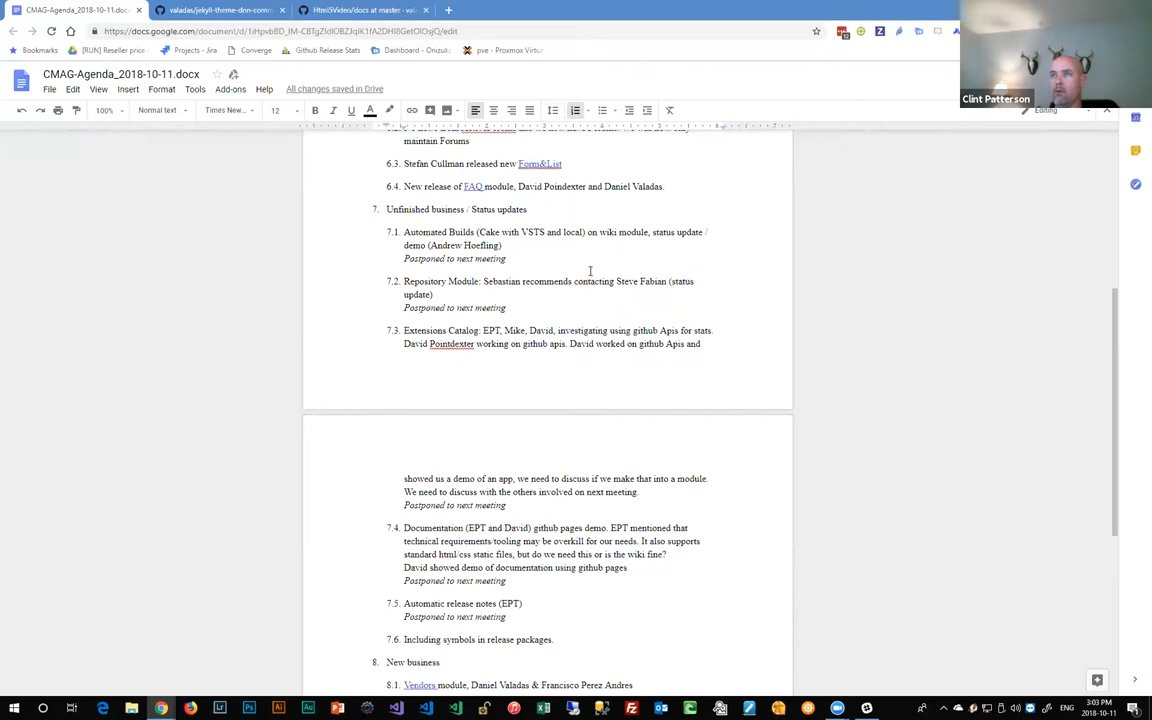 CMAG-Agenda_2018-10-11.doc
valadas/jekyll-theme-dnn-comm
Html5Video/docs at master · val
https://docs.google.com/document/d/
/edit
Bookmarks
[RUN] Reseller price
Projects - Jira
Converge
Github Release Stats
Dashboard - Onizuk
pve - Proxmox Virtu
CMAG-Agenda_2018-10-11.docx
File Edit View Insert Format Tools Add-ons Help All changes saved in Drive
100% Normal text Times New... 12 Editing
Clint Patterson
maintain Forums
6.3. Stefan Cullman released new Form&List
6.4. New release of FAQ module, David Poindexter and Daniel Valadas.
7. Unfinished business / Status updates
7.1. Automated Builds (Cake with VSTS and local) on wiki module, status update /
demo (Andrew Hoefling)
Postponed to next meeting
7.2. Repository Module: Sebastian recommends contacting Steve Fabian (status
update)
Postponed to next meeting
7.3. Extensions Catalog: EPT, Mike, David, investigating using github Apis for stats.
David Pointdexter working on github apis. David worked on github Apis and
showed us a demo of an app, we need to discuss if we make that into a module.
We need to discuss with the others involved on next meeting.
Postponed to next meeting
7.4. Documentation (EPT and David) github pages demo. EPT mentioned that
technical requirements/tooling may be overkill for our needs. It also supports
standard html/css static files, but do we need this or is the wiki fine?
David showed demo of documentation using github pages
Postponed to next meeting
7.5. Automatic release notes (EPT)
Postponed to next meeting
7.6. Including symbols in release packages.
8. New business
8.1. Vendors module, Daniel Valadas & Francisco Perez Andres
3:03 PM
2018-10-11